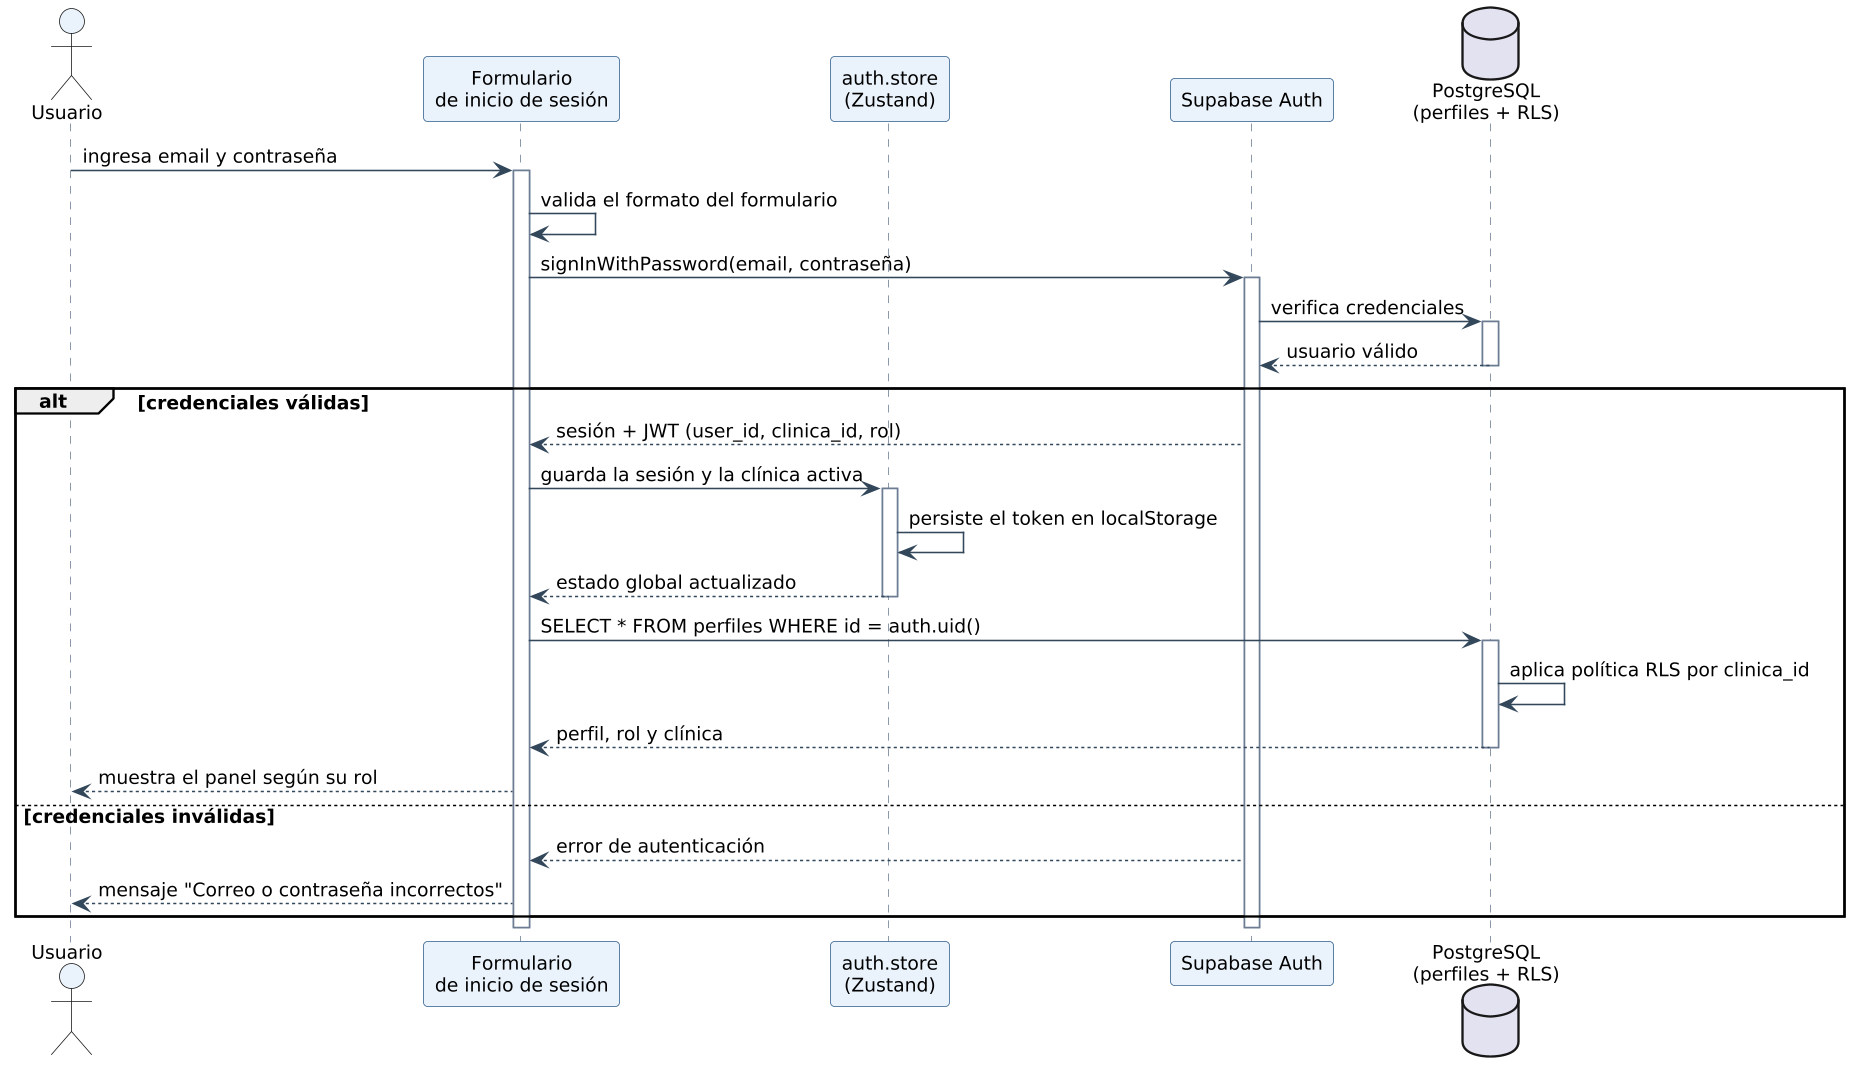 Usuario
Formulario
de inicio de sesión
auth.store
(Zustand)
Supabase Auth
PostgreSQL
(perfiles + RLS)
ingresa email y contraseña
valida el formato del formulario
signInWithPassword(email, contraseña)
verifica credenciales
usuario válido
alt
[credenciales válidas]
sesión + JWT (user_id, clinica_id, rol)
guarda la sesión y la clínica activa
persiste el token en localStorage
estado global actualizado
SELECT * FROM perfiles WHERE id = auth.uid()
aplica política RLS por clinica_id
perfil, rol y clínica
muestra el panel según su rol
[credenciales inválidas]
error de autenticación
mensaje "Correo o contraseña incorrectos"
Usuario
Formulario
de inicio de sesión
auth.store
(Zustand)
Supabase Auth
PostgreSQL
(perfiles + RLS)